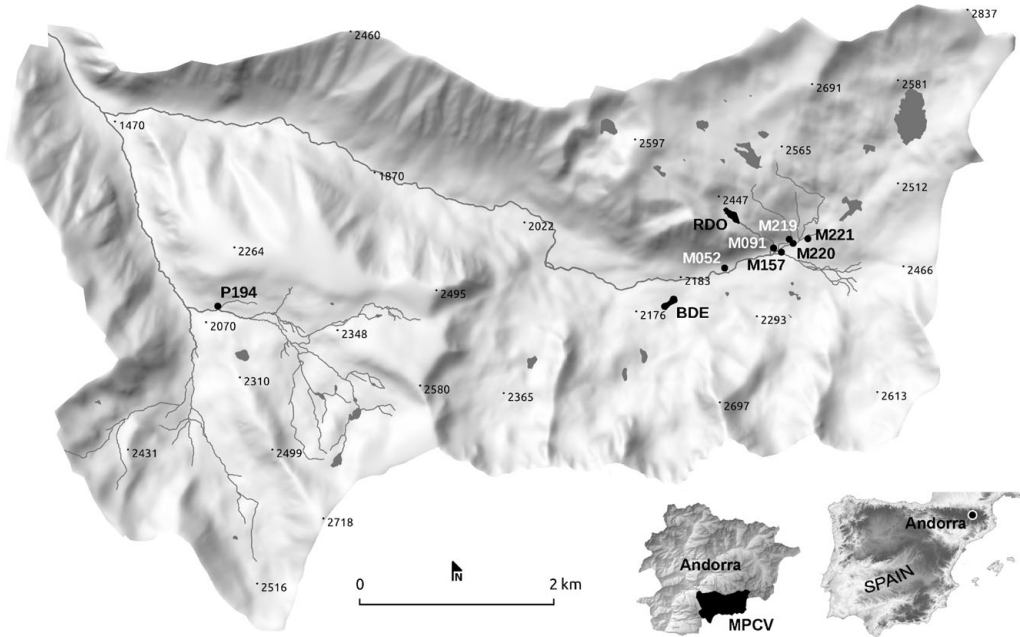 2837
2460
2581
2691
1470
2597
2565
1870
2512
2447
RDO
2022
M219
M221
M091
M220
2264
M052
M157
2466
2183
P194
2495
2176
BDE
2293
2070
2348
2310
2580
2365
2613
2697
2431
2499
2718
Andorra
Andorra
SPAIN
N
0
2 km
2516
MPCV